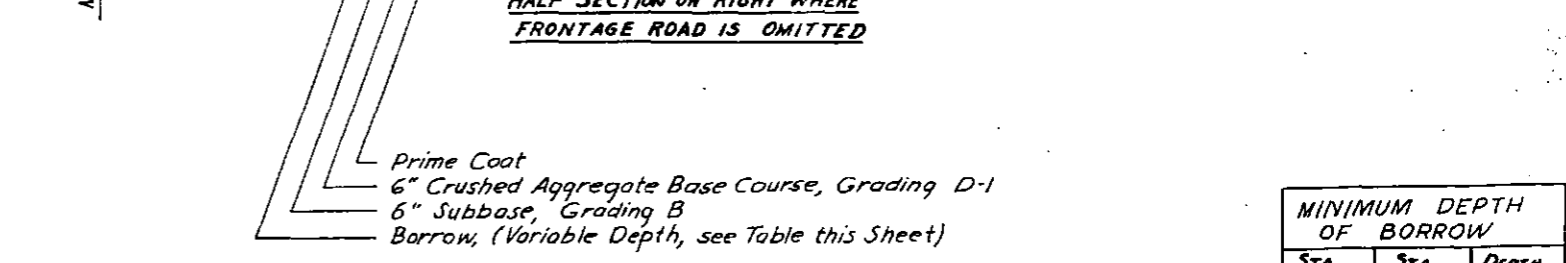 HALF SECTION ON RIGHT WHERE
FRONTAGE ROAD IS OMITTED
Prime Coat
6" Crushed Aggregate Base Course, Grading D-1
6" Subbase, Grading B
Borrow, (Variable Depth, see Table this Sheet)
MINIMUM DEPTH
OF BORROW
STA. STA. DEPTH